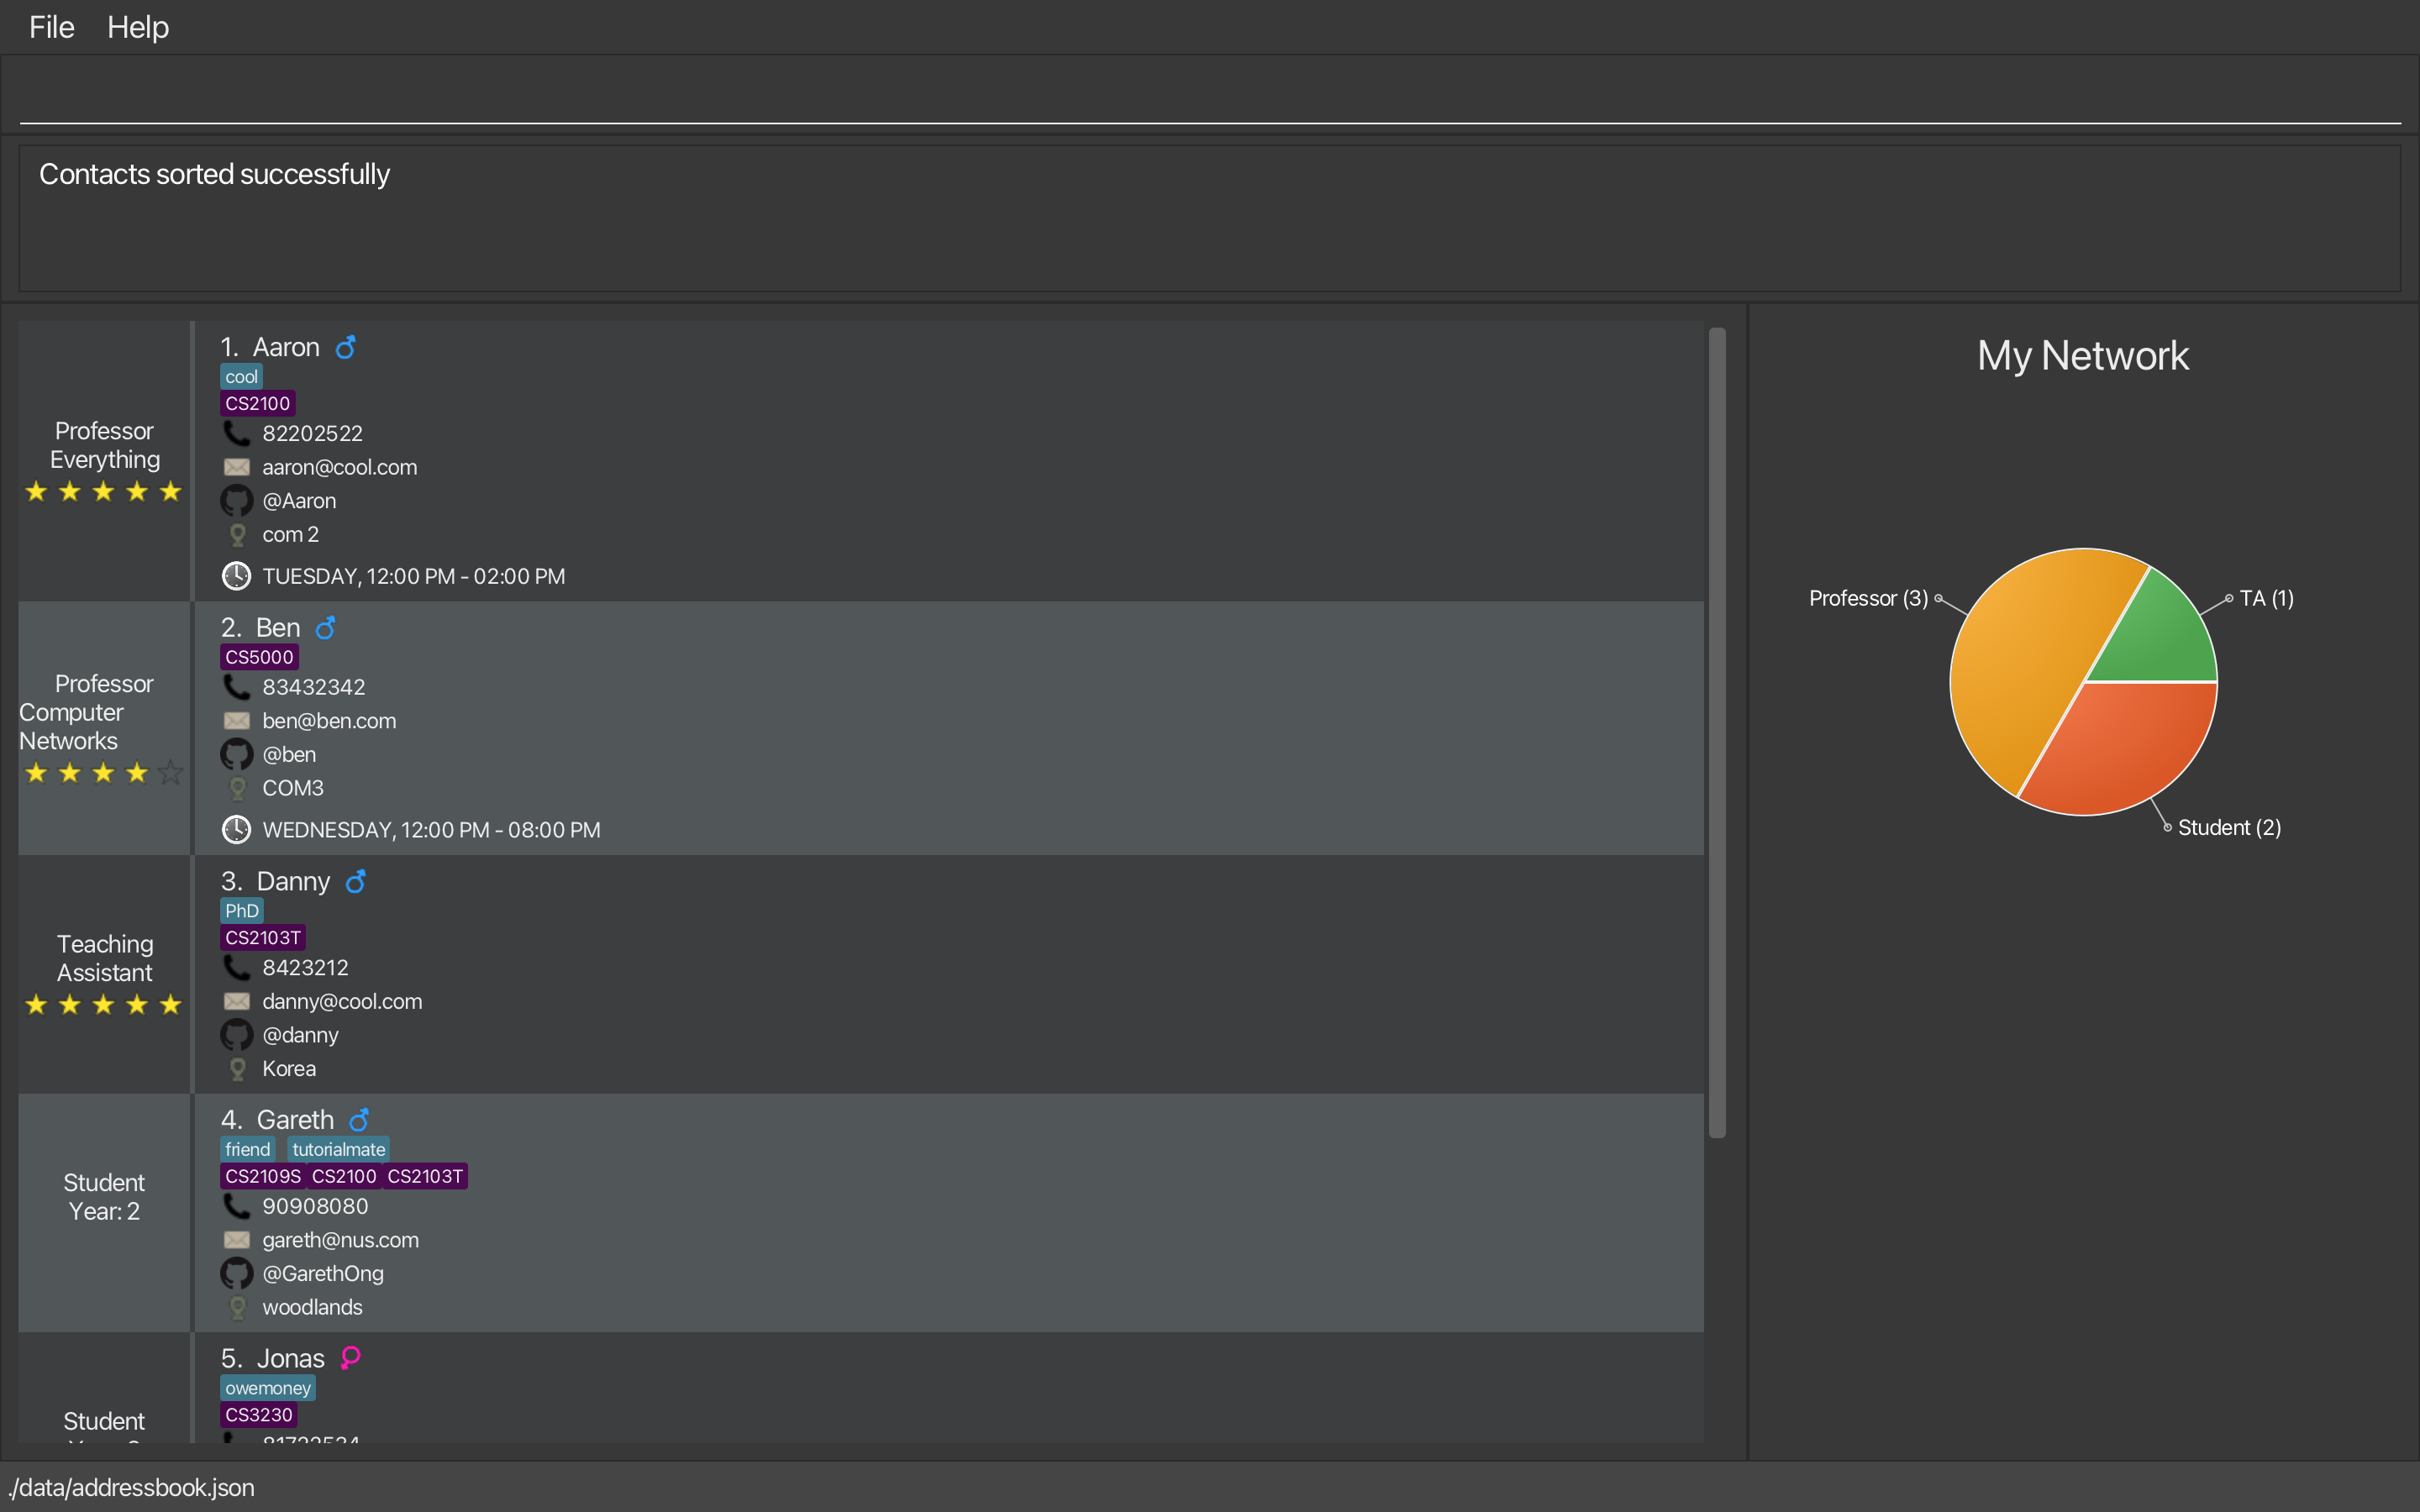 File Help
Contacts sorted successfully
Professor
Everything
1. Aaron
cool
CS2100
82202522
aaron@cool.com
@Aaron
com 2
TUESDAY, 12:00 PM - 02:00 PM
Professor
Computer
Networks
2. Ben
CS5000
83432342
ben@ben.com
@ben
COM3
WEDNESDAY, 12:00 PM - 08:00 PM
Teaching
Assistant
3. Danny
PhD
CS2103T
8423212
danny@cool.com
@danny
Korea
Student
Year: 2
4. Gareth
friend tutorialmate
CS2109S CS2100 CS2103T
90908080
gareth@nus.com
@GarethOng
woodlands
Student
5. Jonas
owemoney
CS3230
My Network
Professor (3)
TA (1)
Student (2)
./data/addressbook.json